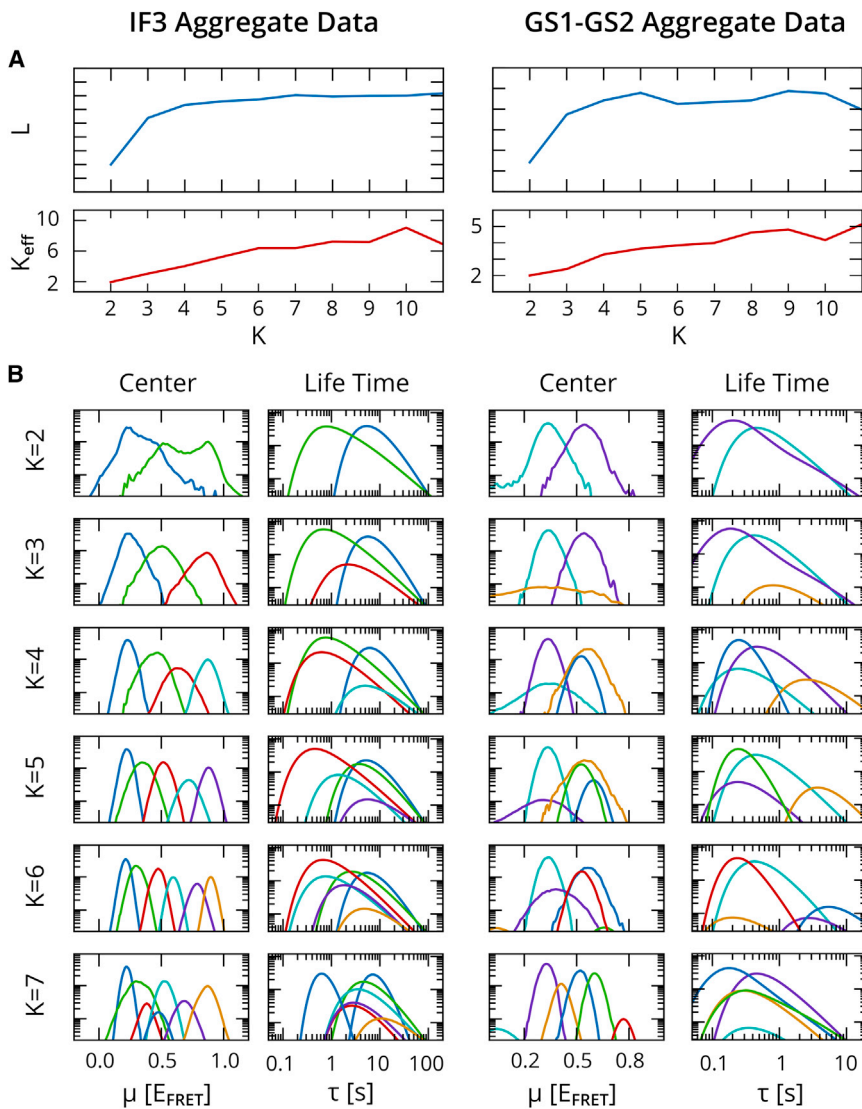 IF3 Aggregate Data GS1-GS2 Aggregate Data
A
L
10
6
2
K_eff
5
2
2 3 4 5 6 7 8 9 10 2 3 4 5 6 7 8 9 10
K K
B
Center Life Time Center Life Time
K=2
K=3
K=4
K=5
K=6
K=7
0.0 0.5 1.0 0.1 1 10 100 0.2 0.5 0.8 0.1 1 10
μ [E_FRET] τ [s] μ [E_FRET] τ [s]